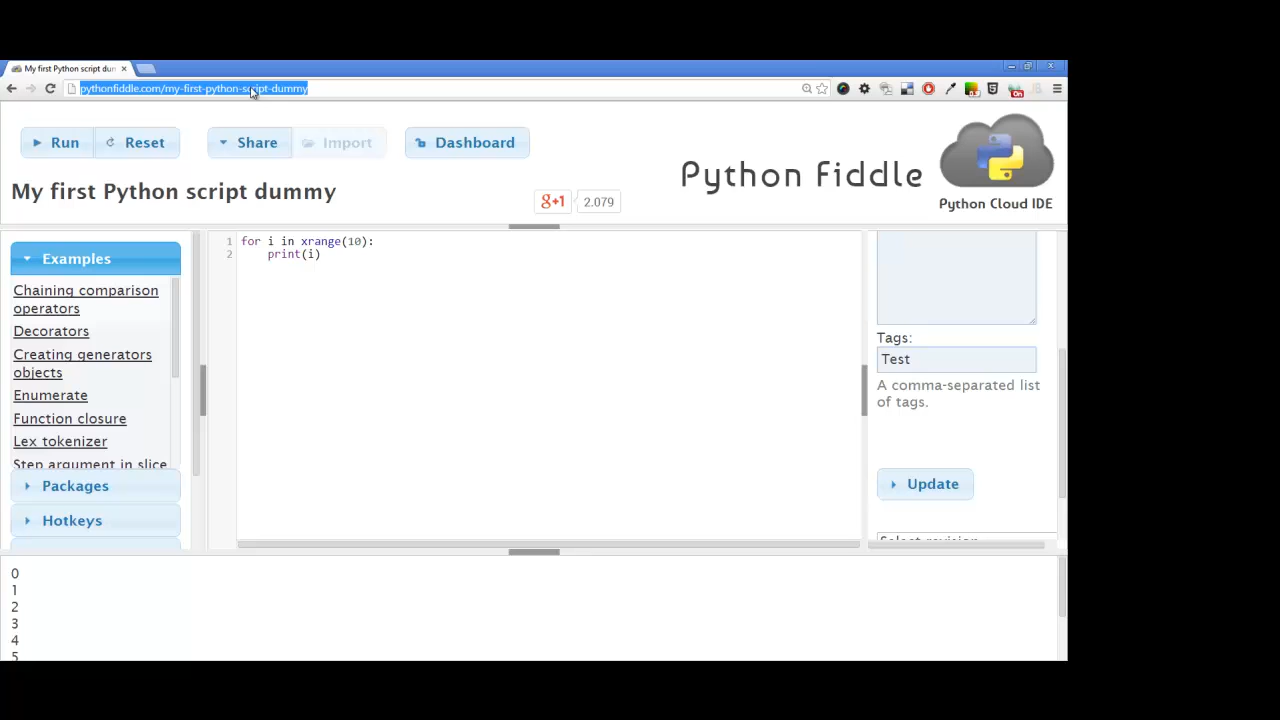 My first Python script dum
pythonfiddle.com/my-first-python-script-dummy
Run
Reset
Share
Import
Dashboard
Python Fiddle
Python Cloud IDE
My first Python script dummy
g+1
2.079
Examples
Chaining comparison
operators
Decorators
Creating generators
objects
Enumerate
Function closure
Lex tokenizer
Step argument in slice
Packages
Hotkeys
1 for i in xrange(10):
2 print(i)
Tags:
Test
A comma-separated list
of tags.
Update
Select revision
0
1
2
3
4
5